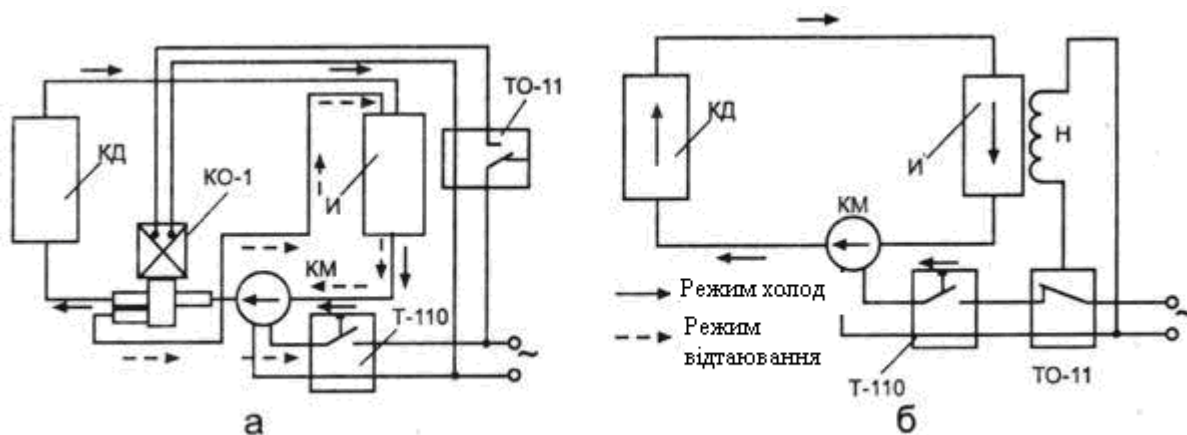 КД
КО-1
И
КМ
ТО-11
Т-110
~
а
КД
И
Н
КМ
Режим холод
Режим
відтаювання
Т-110
ТО-11
~
б